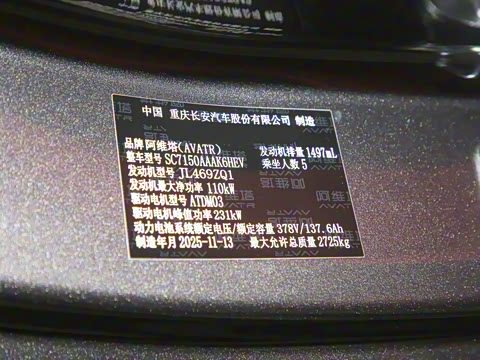 中国 重庆长安汽车股份有限公司 制造
品牌 阿维塔(AVATR) 发动机排量 1497mL
整车型号 SC7150AAAK6HEV 乘坐人数 5
发动机型号 JL469ZQ1
发动机最大净功率 110kW
驱动电机型号 ATDM03
驱动电机峰值功率 231kW
动力电池系统额定电压/额定容量 378V/137.6Ah
制造年月 2025-11-13 最大允许总质量 2725kg